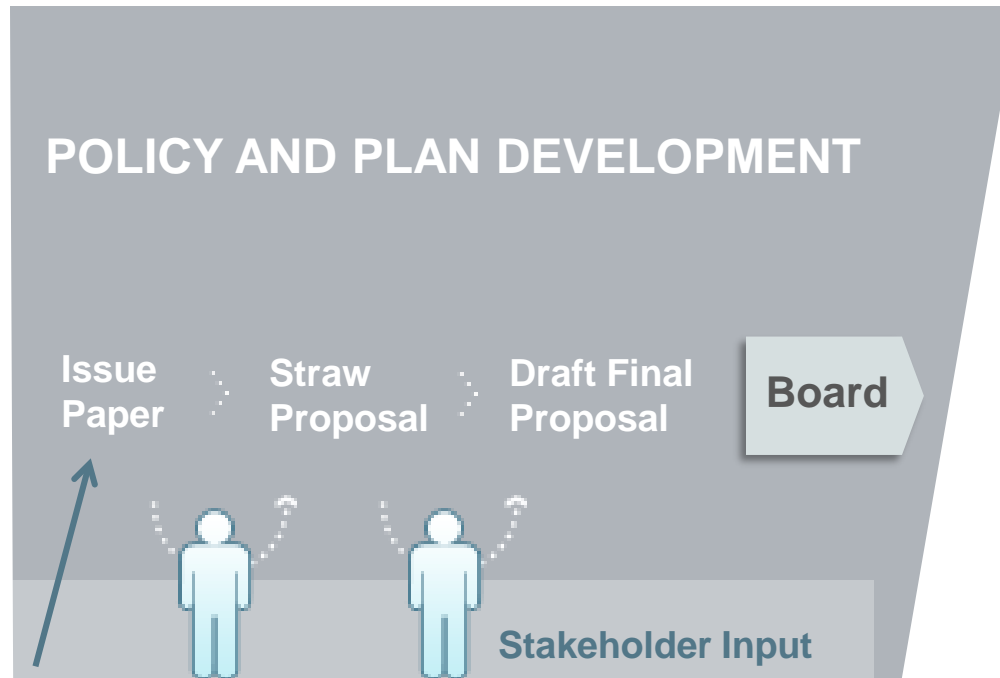 POLICY AND PLAN DEVELOPMENT
Issue
Paper
Straw
Proposal
Draft Final
Proposal
Board
Stakeholder Input